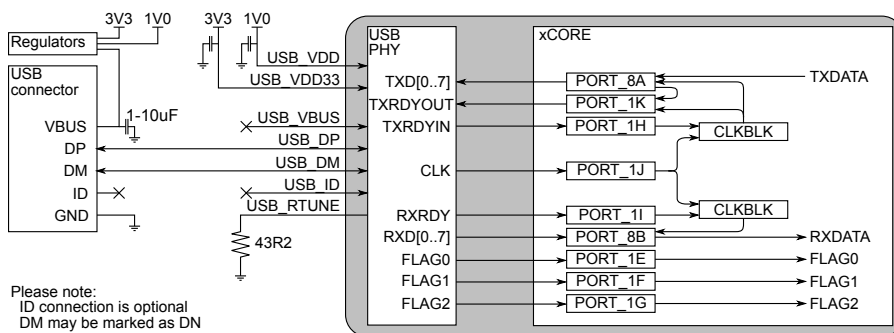 3V3 1V0
Regulators
USB
connector
1-10uF
VBUS
DP
DM
ID
GND
Please note:
ID connection is optional
DM may be marked as DN
3V3 1V0
USB_VDD
USB_VDD33
USB_VBUS
USB_DP
USB_DM
USB_ID
USB_RTUNE
43R2
USB
PHY
TXD[0..7]
TXRDYOUT
TXRDYIN
CLK
RXRDY
RXD[0..7]
FLAG0
FLAG1
FLAG2
xCORE
PORT_8A
PORT_1K
PORT_1H
PORT_1J
PORT_1I
PORT_8B
PORT_1E
PORT_1F
PORT_1G
CLKBLK
CLKBLK
TXDATA
RXDATA
FLAG0
FLAG1
FLAG2